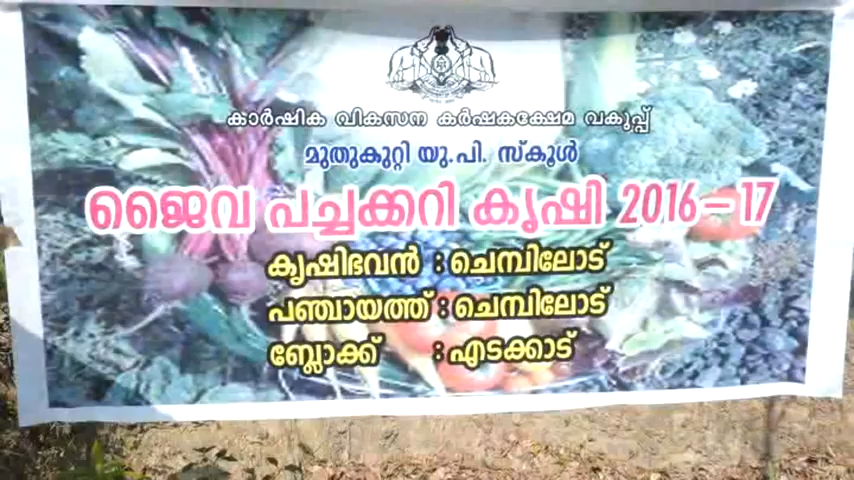 കാർഷിക വികസന കർഷകക്ഷേമ വകുപ്പ്
മുതുകുറ്റി യു.പി. സ്കൂൾ
ജൈവ പച്ചക്കറി കൃഷി 2016-17
കൃഷിഭവൻ : ചെമ്പിലോട്
പഞ്ചായത്ത് : ചെമ്പിലോട്
ബ്ലോക്ക് : എടക്കാട്